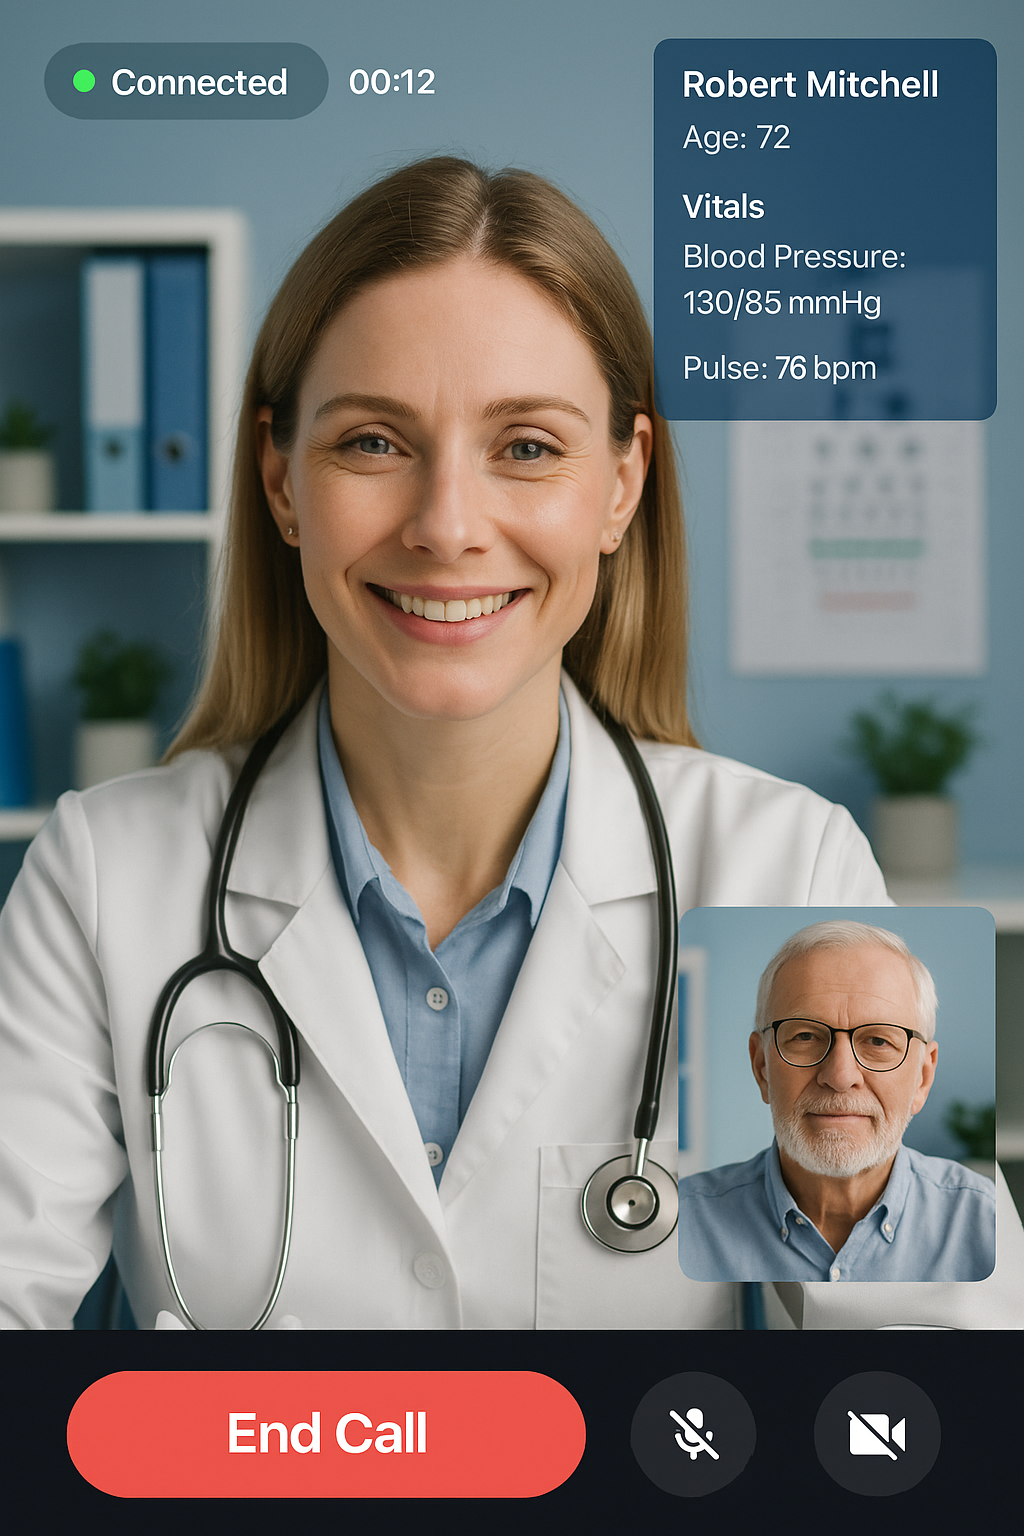 Connected
00:12
Robert Mitchell
Age: 72
Vitals
Blood Pressure:
130/85 mmHg
Pulse: 76 bpm
End Call